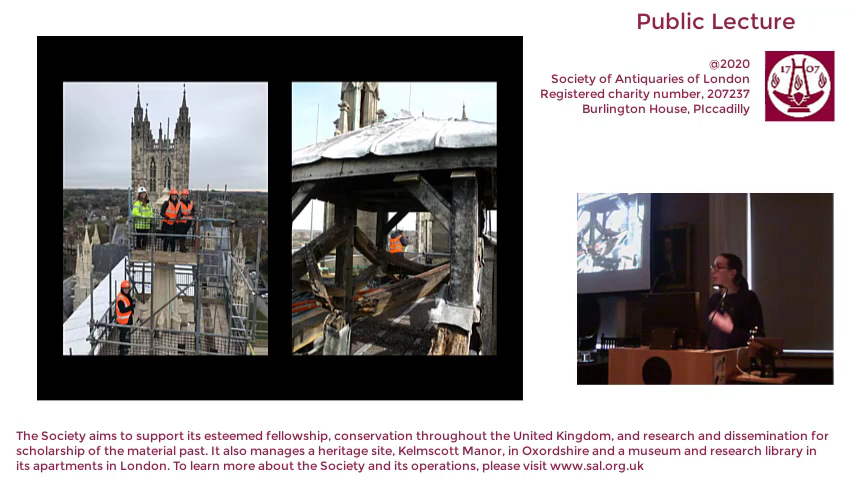 Public Lecture
@2020
Society of Antiquaries of London
Registered charity number, 207237
Burlington House, PIccadilly
17 07
The Society aims to support its esteemed fellowship, conservation throughout the United Kingdom, and research and dissemination for
scholarship of the material past. It also manages a heritage site, Kelmscott Manor, in Oxordshire and a museum and research library in
its apartments in London. To learn more about the Society and its operations, please visit www.sal.org.uk